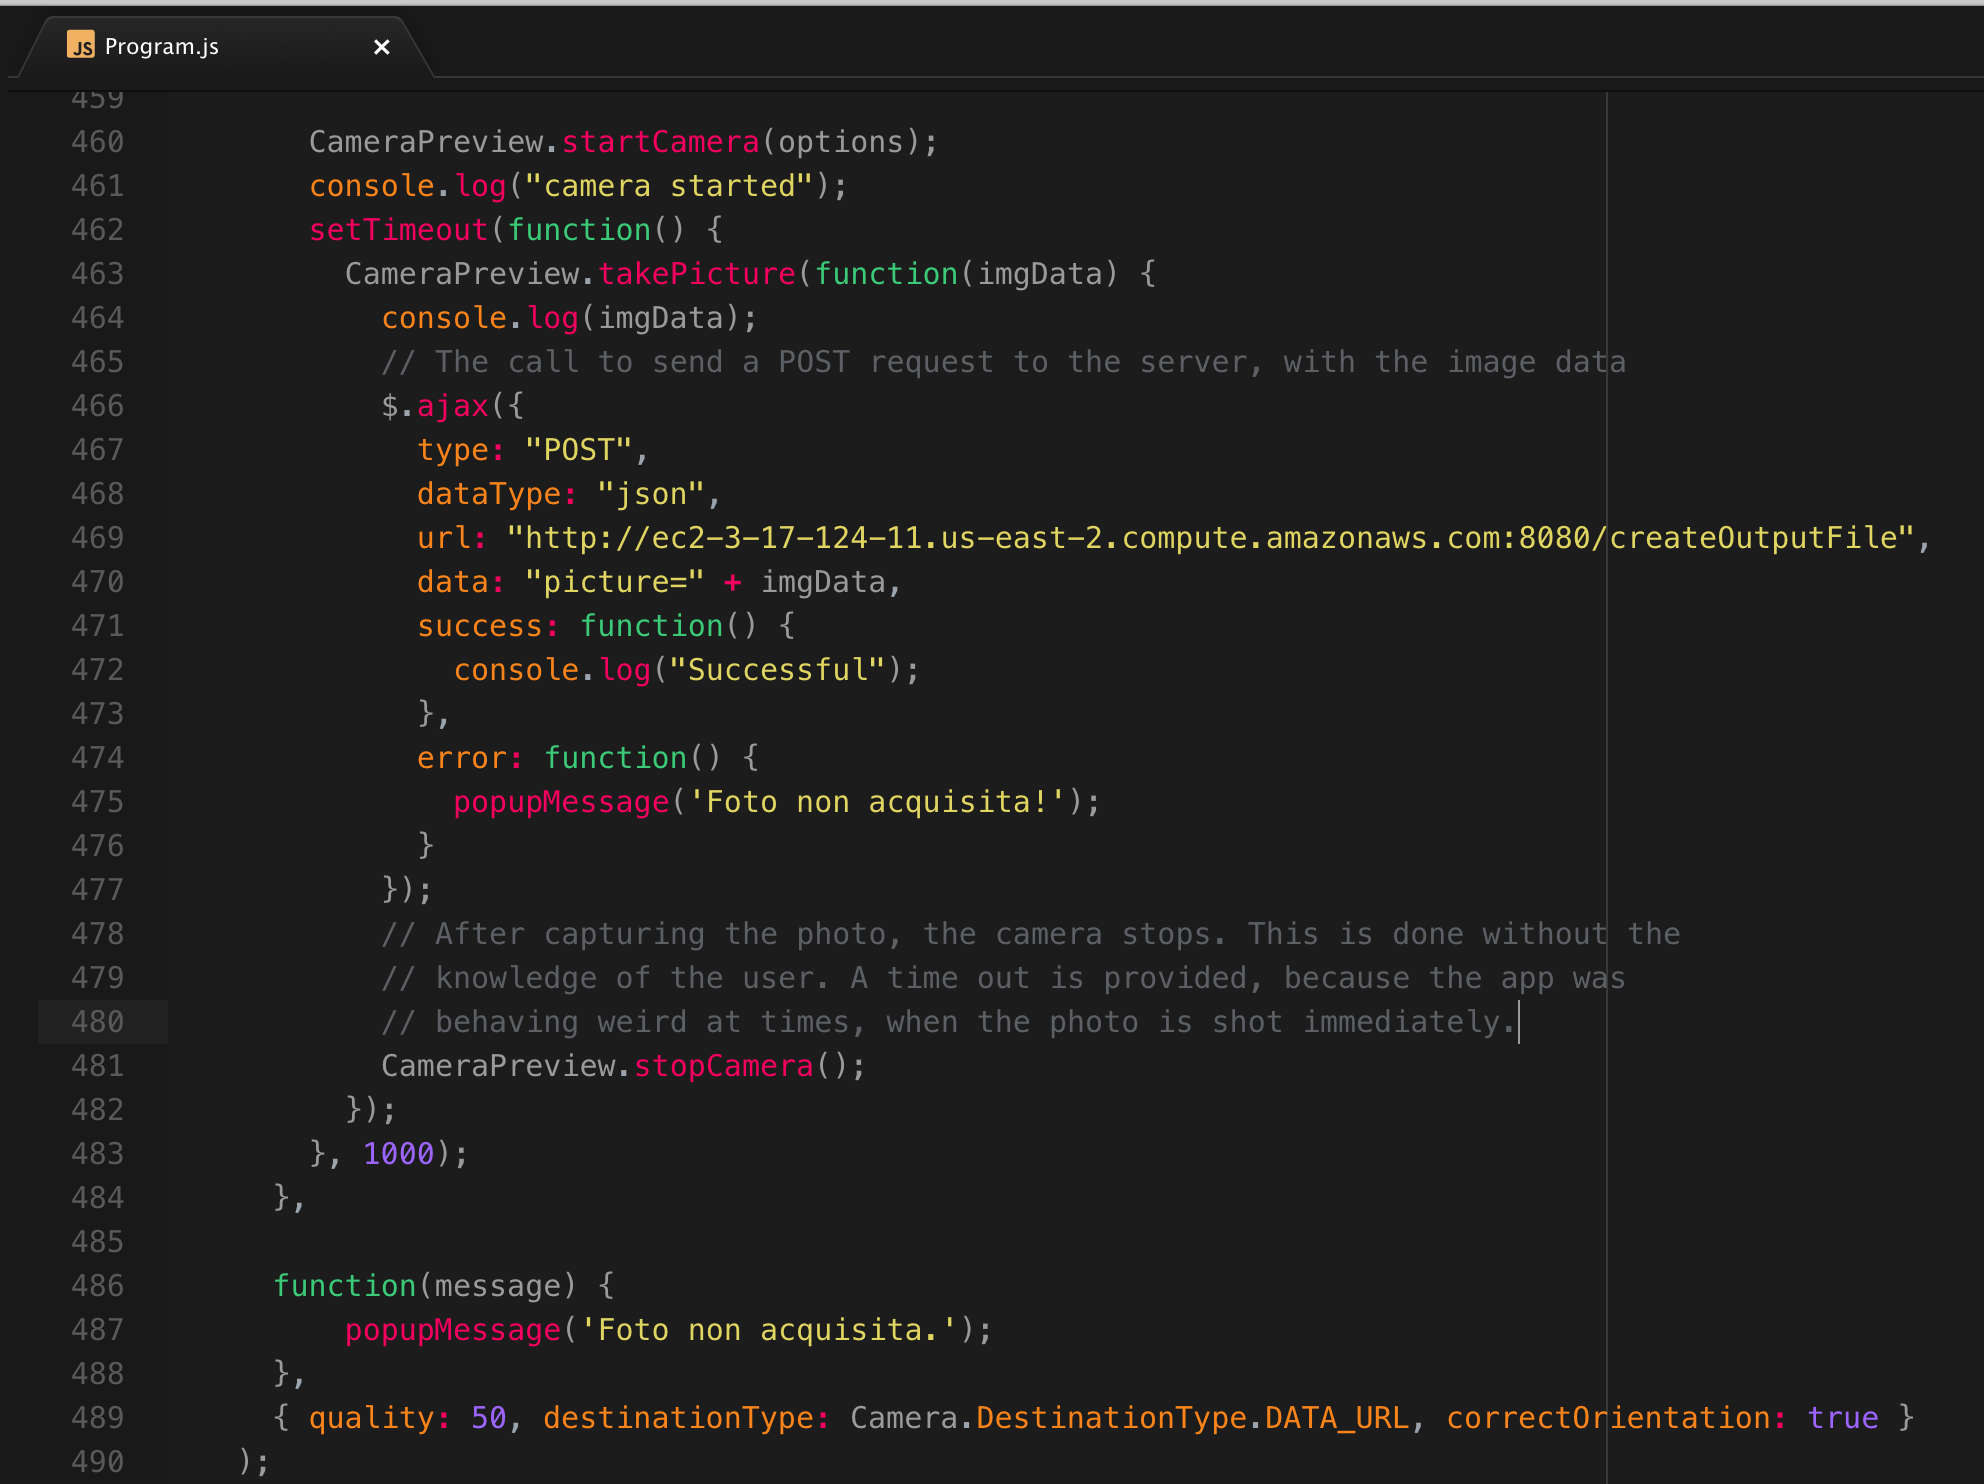 JS Program.js ×
459
460 CameraPreview.startCamera(options);
461 console.log("camera started");
462 setTimeout(function() {
463 CameraPreview.takePicture(function(imgData) {
464 console.log(imgData);
465 // The call to send a POST request to the server, with the image data
466 $.ajax({
467 type: "POST",
468 dataType: "json",
469 url: "http://ec2-3-17-124-11.us-east-2.compute.amazonaws.com:8080/createOutputFile",
470 data: "picture=" + imgData,
471 success: function() {
472 console.log("Successful");
473 },
474 error: function() {
475 popupMessage('Foto non acquisita!');
476 }
477 });
478 // After capturing the photo, the camera stops. This is done without the
479 // knowledge of the user. A time out is provided, because the app was
480 // behaving weird at times, when the photo is shot immediately.
481 CameraPreview.stopCamera();
482 });
483 }, 1000);
484 },
485
486 function(message) {
487 popupMessage('Foto non acquisita.');
488 },
489 { quality: 50, destinationType: Camera.DestinationType.DATA_URL, correctOrientation: true }
490 );